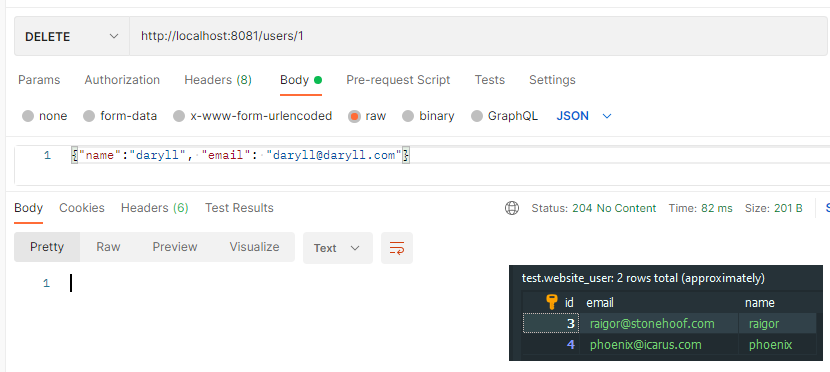 DELETE http://localhost:8081/users/1
Params Authorization Headers (8) Body Pre-request Script Tests Settings
none form-data x-www-form-urlencoded raw binary GraphQL JSON
1 {"name":"daryll", "email": "daryll@daryll.com"}
Body Cookies Headers (6) Test Results Status: 204 No Content Time: 82 ms Size: 201 B
Pretty Raw Preview Visualize Text
1
test.website_user: 2 rows total (approximately)
id email name
3 raigor@stonehoof.com raigor
4 phoenix@icarus.com phoenix